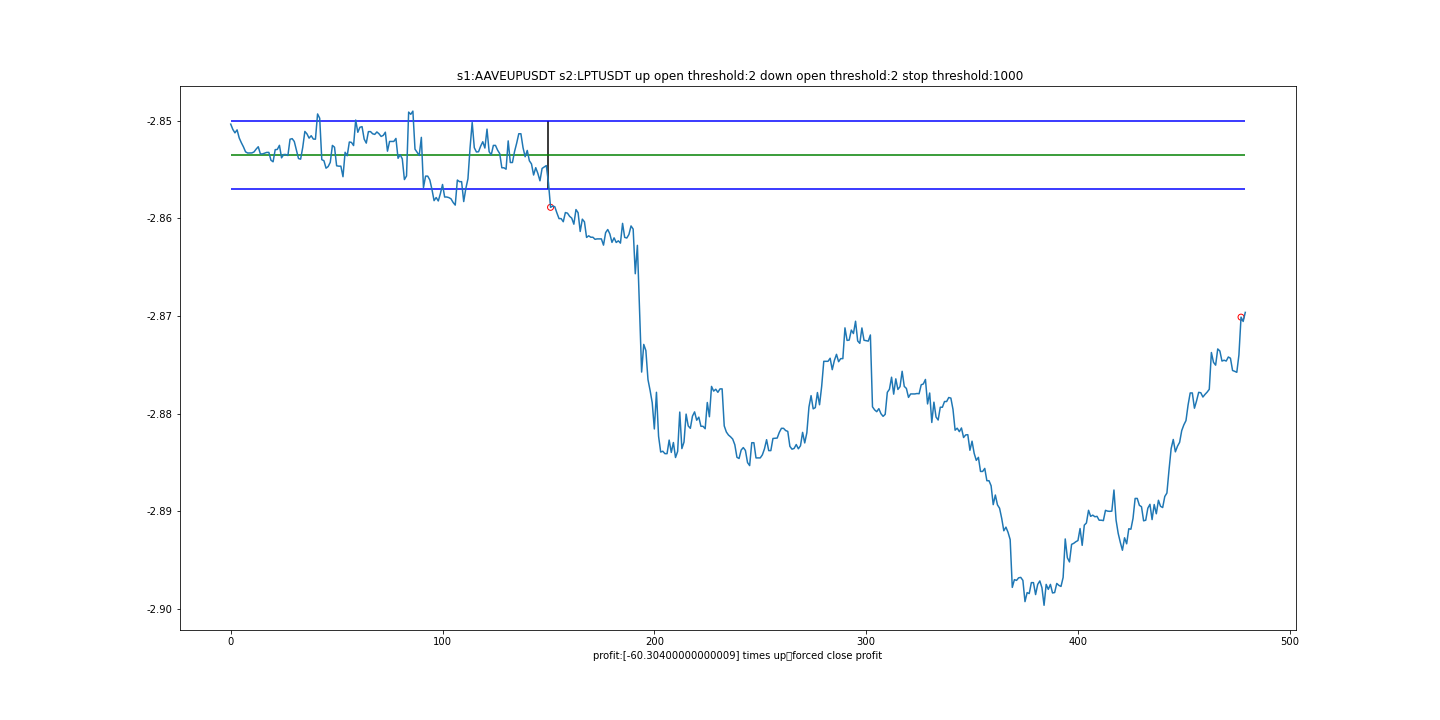 s1:AAVEUPUSDT s2:LPTUSDT up open threshold:2 down open threshold:2 stop threshold:1000
-2.85
-2.86
-2.87
-2.88
-2.89
-2.90
0 100 200 300 400 500
profit:[-60.30400000000009] times up▯forced close profit